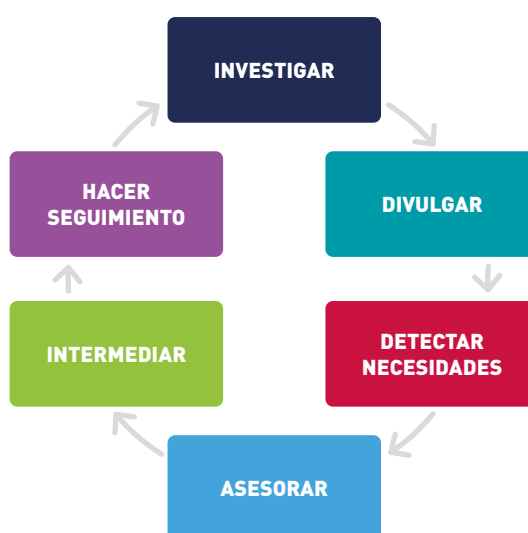 INVESTIGAR
DIVULGAR
DETECTAR
NECESIDADES
ASESORAR
INTERMEDIAR
HACER
SEGUIMIENTO